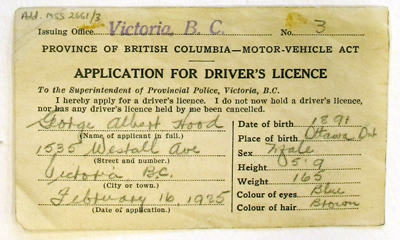 Add. MSS 2661/3
Issuing Office Victoria, B. C. No. 3
PROVINCE OF BRITISH COLUMBIA—MOTOR-VEHICLE ACT
APPLICATION FOR DRIVER'S LICENCE
To the Superintendent of Provincial Police, Victoria, B.C.
I hereby apply for a driver's licence. I do not now hold a driver's licence,
nor has any driver's licence held by me been cancelled.
George Albert Hood
(Name of applicant in full.)
1535 Westall Ave
(Street and number.)
Victoria B.C.
(City or town.)
February 16 1925
(Date of application.)
Date of birth 1891
Place of birth Ottawa Ont
Sex Male
Height 5.9
Weight 165
Colour of eyes Blue
Colour of hair Brown